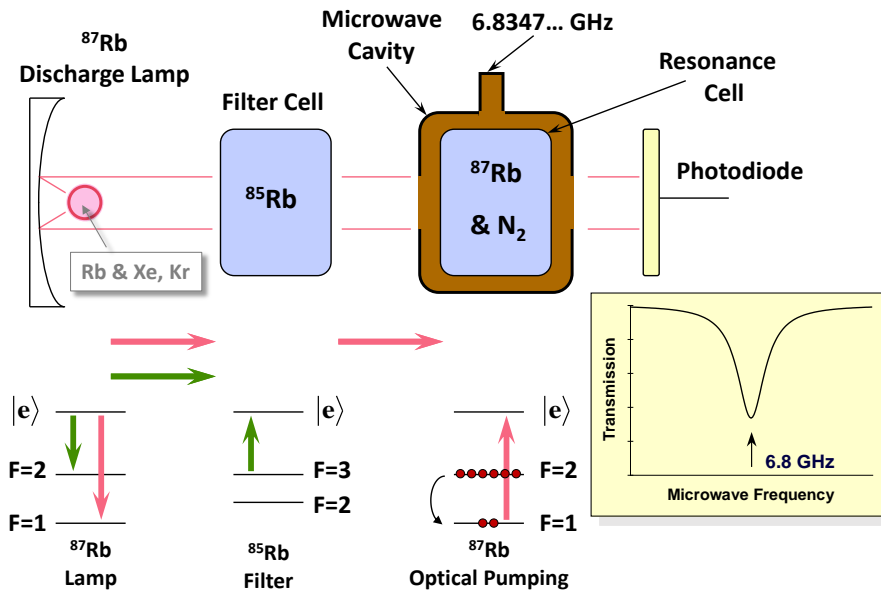 ⁸⁷Rb
Discharge Lamp
Filter Cell
Microwave
Cavity
6.8347... GHz
Resonance
Cell
Photodiode
⁸⁵Rb
⁸⁷Rb
& N₂
Rb & Xe, Kr
|e⟩
F=2
F=1
⁸⁷Rb
Lamp
|e⟩
F=3
F=2
⁸⁵Rb
Filter
|e⟩
F=2
F=1
⁸⁷Rb
Optical Pumping
Transmission
6.8 GHz
Microwave Frequency